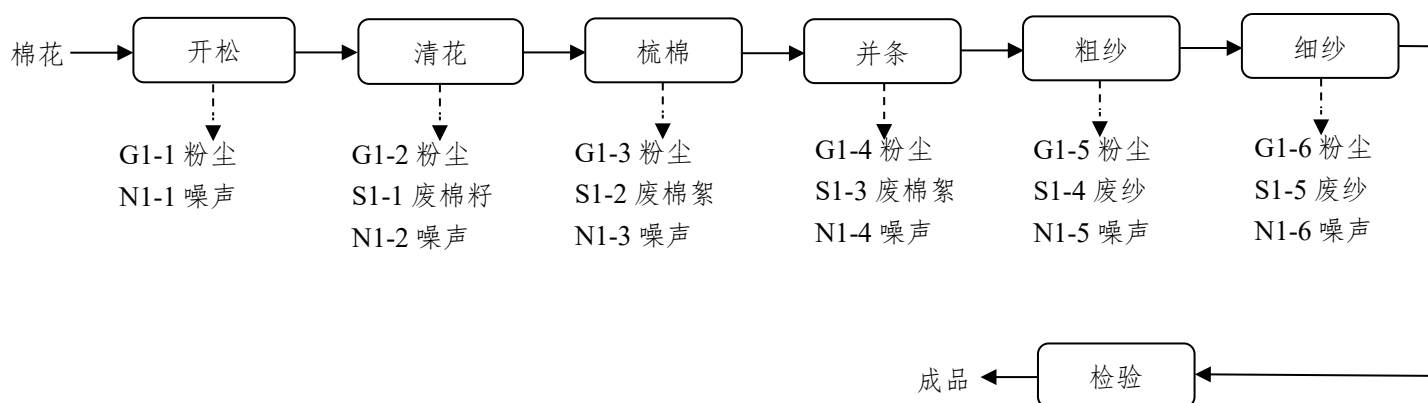 棉花
开松
清花
梳棉
并条
粗纱
细纱
G1-1 粉尘
N1-1 噪声
G1-2 粉尘
S1-1 废棉籽
N1-2 噪声
G1-3 粉尘
S1-2 废棉絮
N1-3 噪声
G1-4 粉尘
S1-3 废棉絮
N1-4 噪声
G1-5 粉尘
S1-4 废纱
N1-5 噪声
G1-6 粉尘
S1-5 废纱
N1-6 噪声
成品
检验